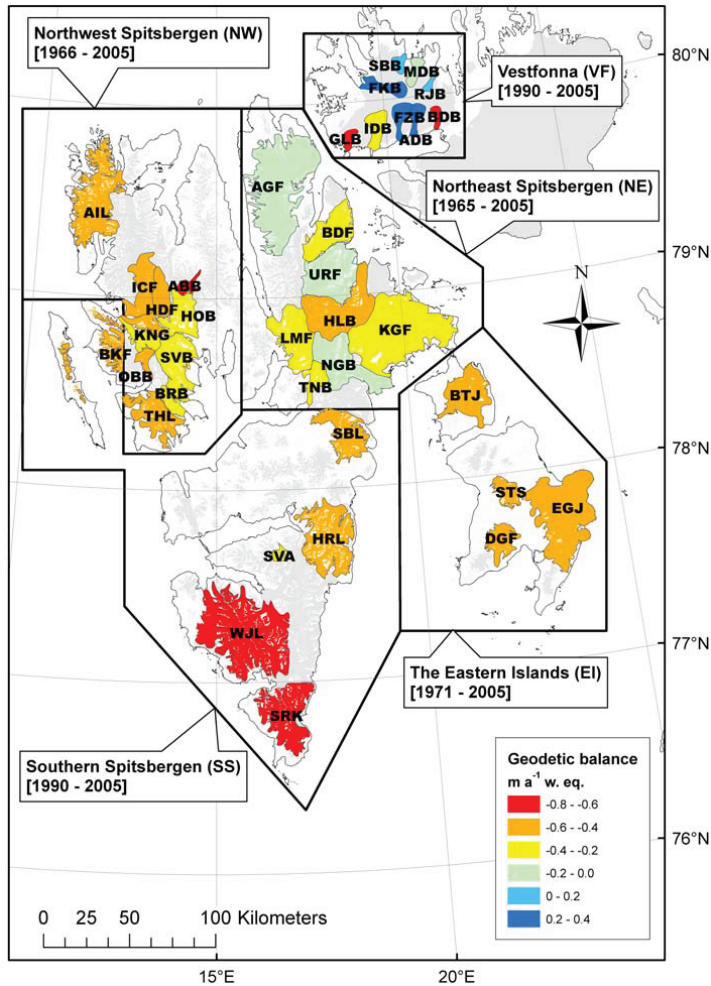 Northwest Spitsbergen (NW)
[1966 - 2005]
80°N
SBB
MDB
FKB
RJB
FZB
BDB
IDB
GLB
ADB
Vestfonna (VF)
[1990 - 2005]
AGF
Northeast Spitsbergen (NE)
[1965 - 2005]
AIL
BDF
79°N
URF
ICF
ABB
N
HDF
HOB
HLB
KNG
LMF
KGF
BKF
SVB
OBB
NGB
BRB
TNB
BTJ
THL
SBL
78°N
STS
EGJ
HRL
DGF
SVA
WJL
77°N
The Eastern Islands (EI)
[1971 - 2005]
SRK
Southern Spitsbergen (SS)
[1990 - 2005]
Geodetic balance
m a⁻¹ w. eq.
-0.8 - -0.6
-0.6 - -0.4
-0.4 - -0.2
-0.2 - 0.0
0 - 0.2
0.2 - 0.4
76°N
0 25 50 100 Kilometers
15°E
20°E